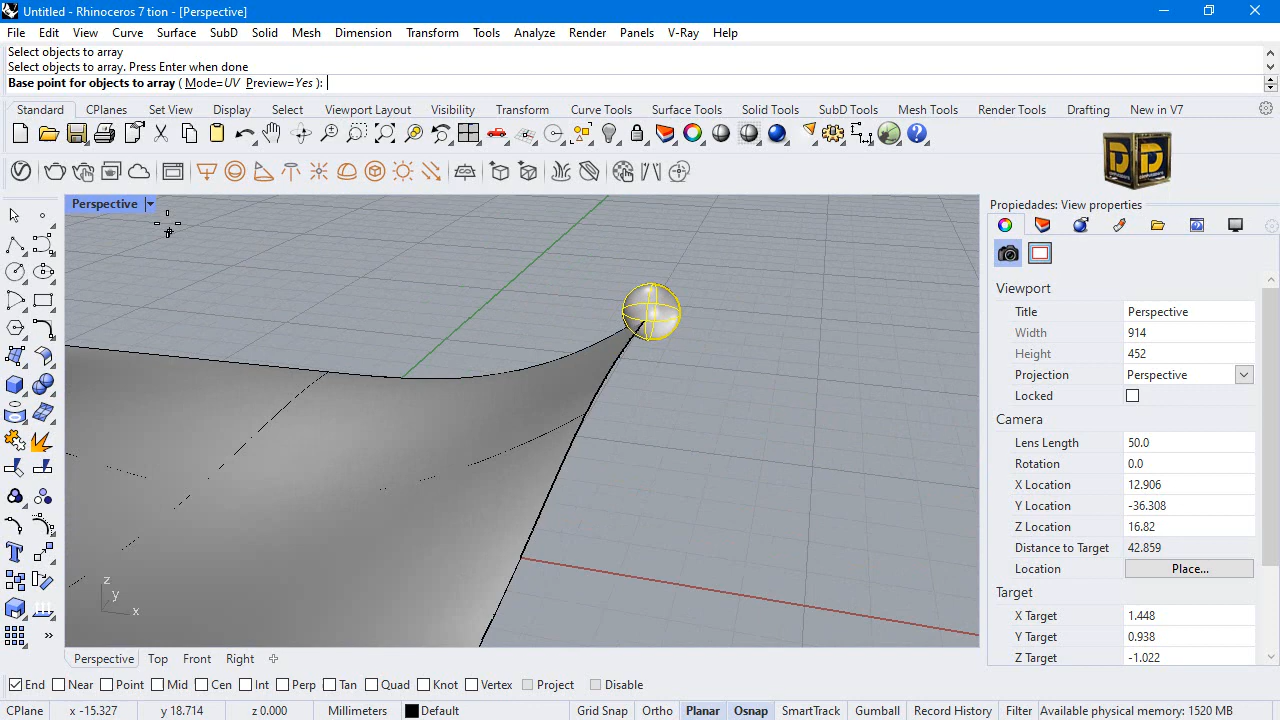 Untitled - Rhinoceros 7 tion - [Perspective]
File Edit View Curve Surface SubD Solid Mesh Dimension Transform Tools Analyze Render Panels V-Ray Help
Select objects to array
Select objects to array. Press Enter when done
Base point for objects to array ( Mode=UV Preview=Yes ):
Standard CPlanes Set View Display Select Viewport Layout Visibility Transform Curve Tools Surface Tools Solid Tools SubD Tools Mesh Tools Render Tools Drafting New in V7
Perspective
Propiedades: View properties
Viewport
Title Perspective
Width 914
Height 452
Projection Perspective
Locked
Camera
Lens Length 50.0
Rotation 0.0
X Location 12.906
Y Location -36.308
Z Location 16.82
Distance to Target 42.859
Location Place...
Target
X Target 1.448
Y Target 0.938
Z Target -1.022
z
y
x
Perspective Top Front Right
End Near Point Mid Cen Int Perp Tan Quad Knot Vertex Project Disable
CPlane x -15.327 y 18.714 z 0.000 Millimeters Default Grid Snap Ortho Planar Osnap SmartTrack Gumball Record History Filter Available physical memory: 1520 MB